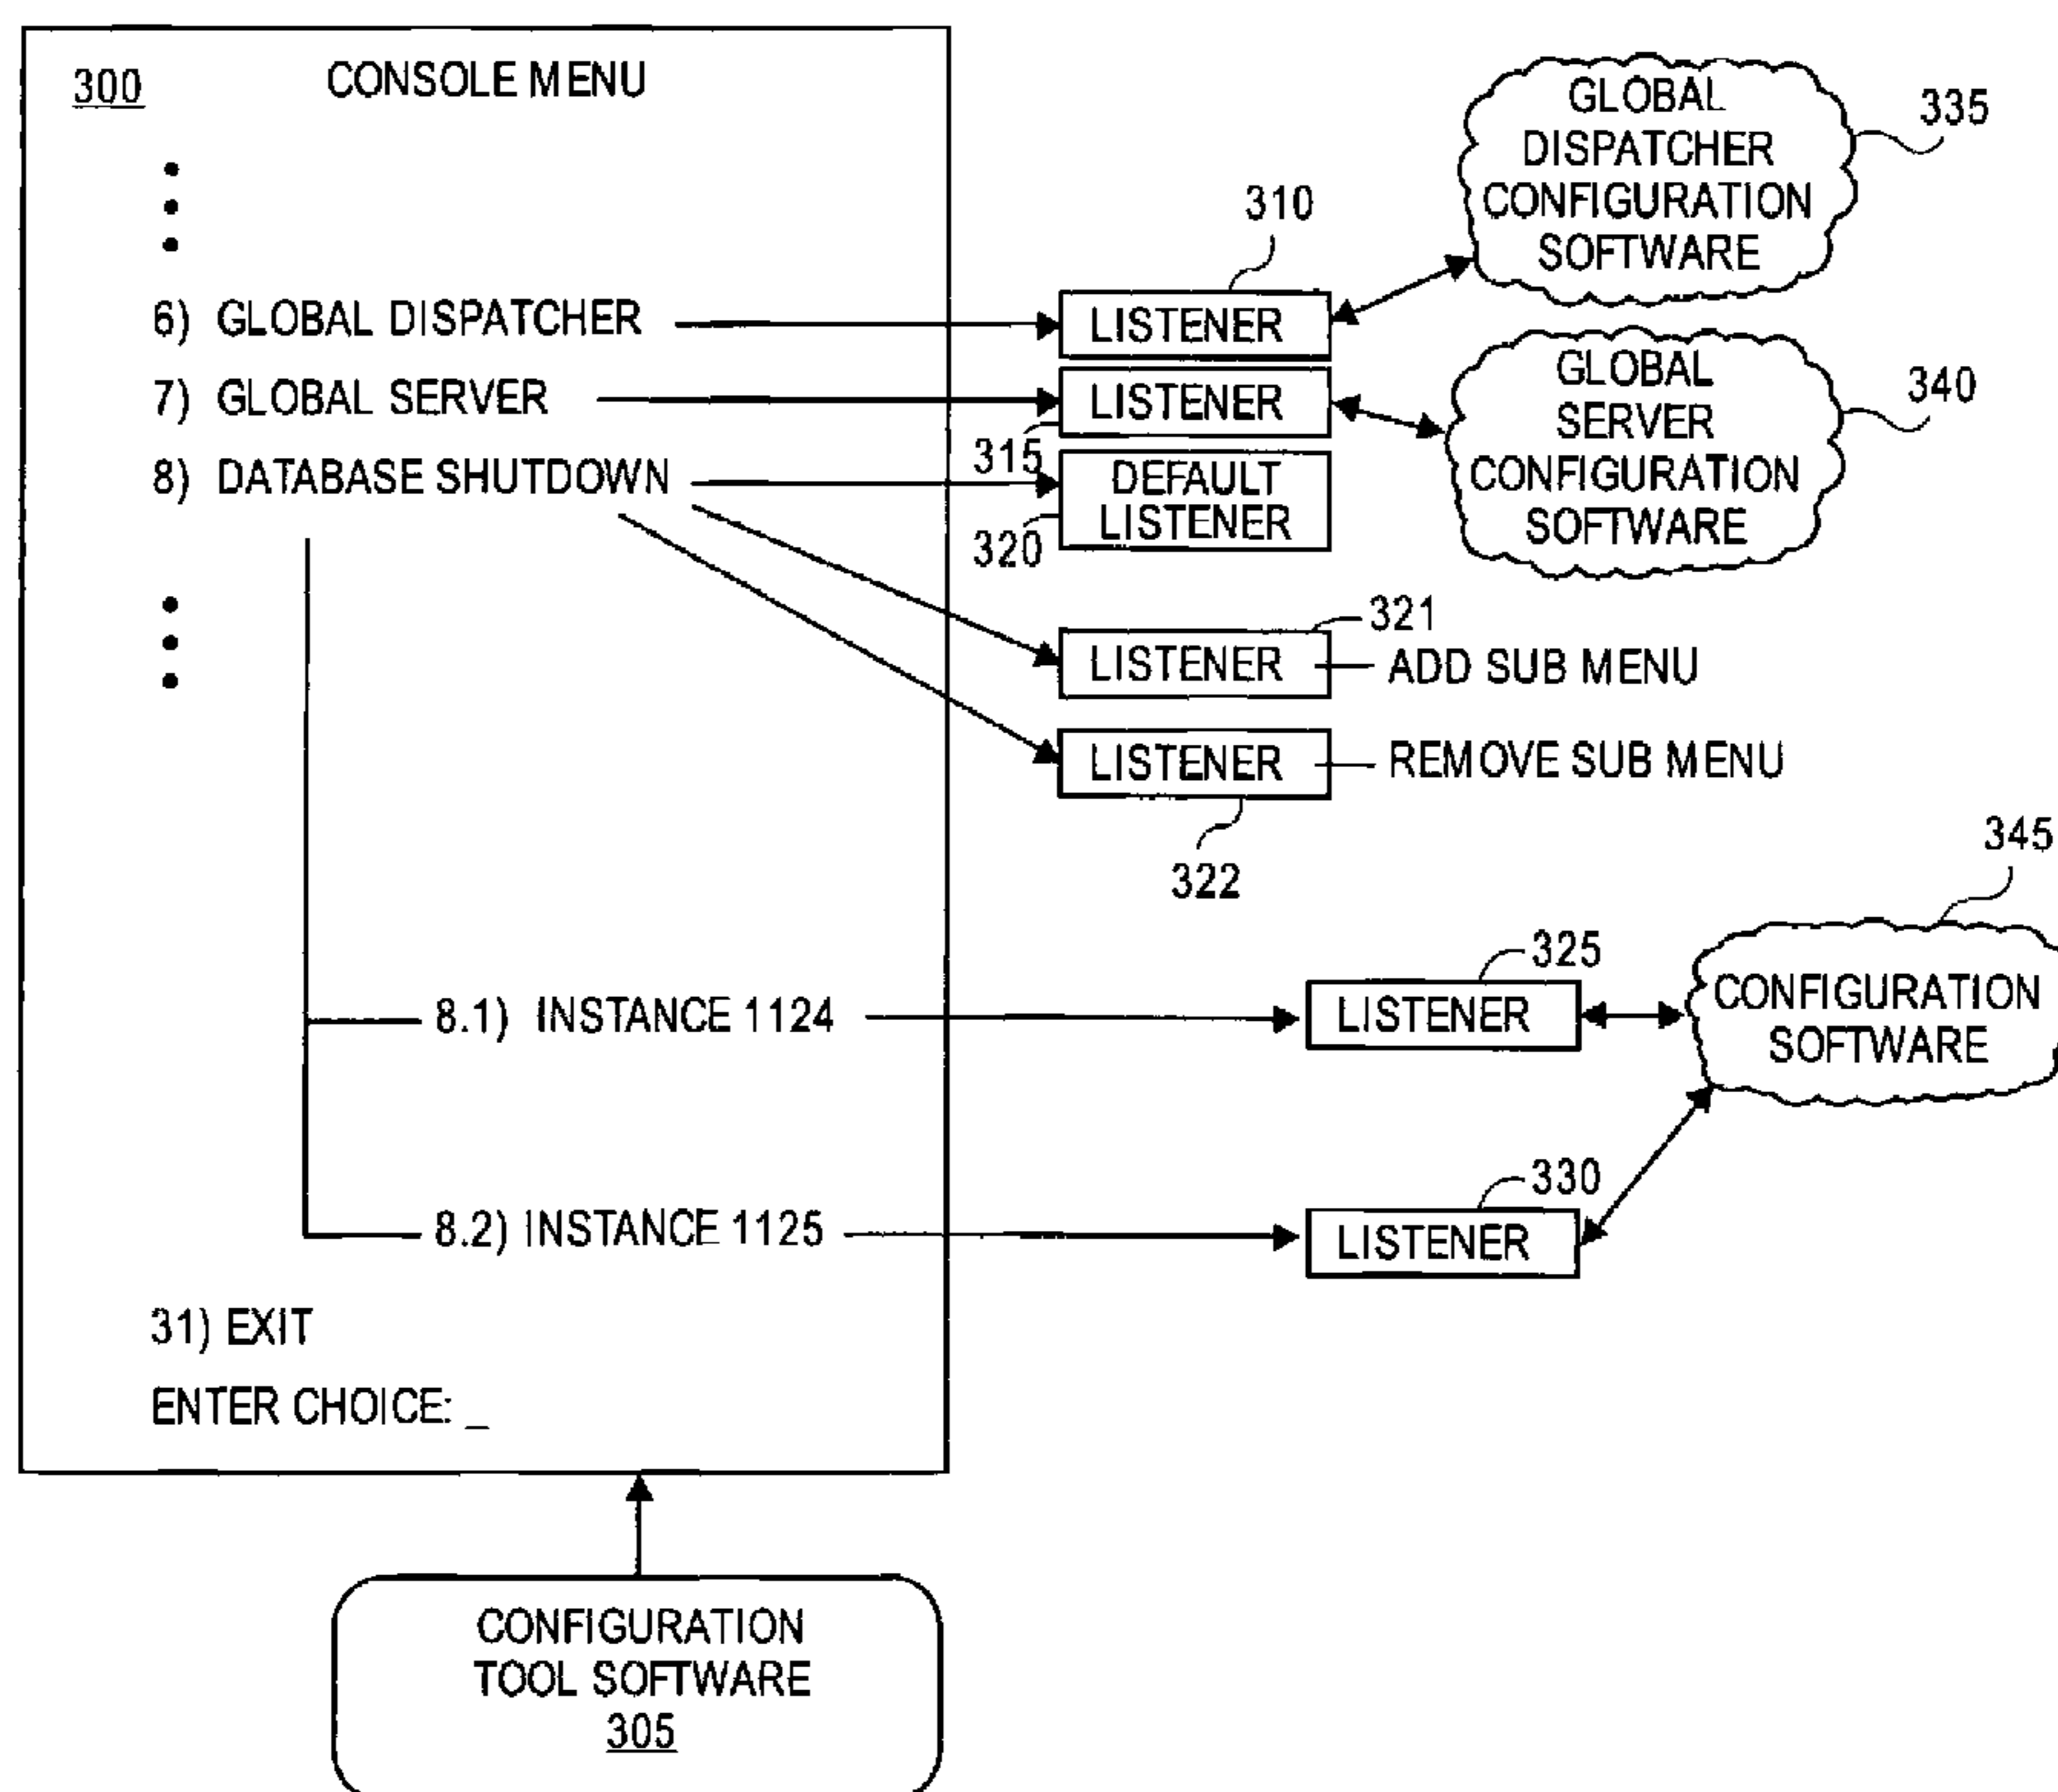 300
CONSOLE MENU
6) GLOBAL DISPATCHER
7) GLOBAL SERVER
8) DATABASE SHUTDOWN
8.1) INSTANCE 1124
8.2) INSTANCE 1125
31) EXIT
ENTER CHOICE: _
CONFIGURATION
TOOL SOFTWARE
305
310
LISTENER
LISTENER
315
DEFAULT
LISTENER
320
321
LISTENER
ADD SUB MENU
LISTENER
REMOVE SUB MENU
322
325
LISTENER
330
LISTENER
GLOBAL
DISPATCHER
CONFIGURATION
SOFTWARE
335
GLOBAL
SERVER
CONFIGURATION
SOFTWARE
340
345
CONFIGURATION
SOFTWARE